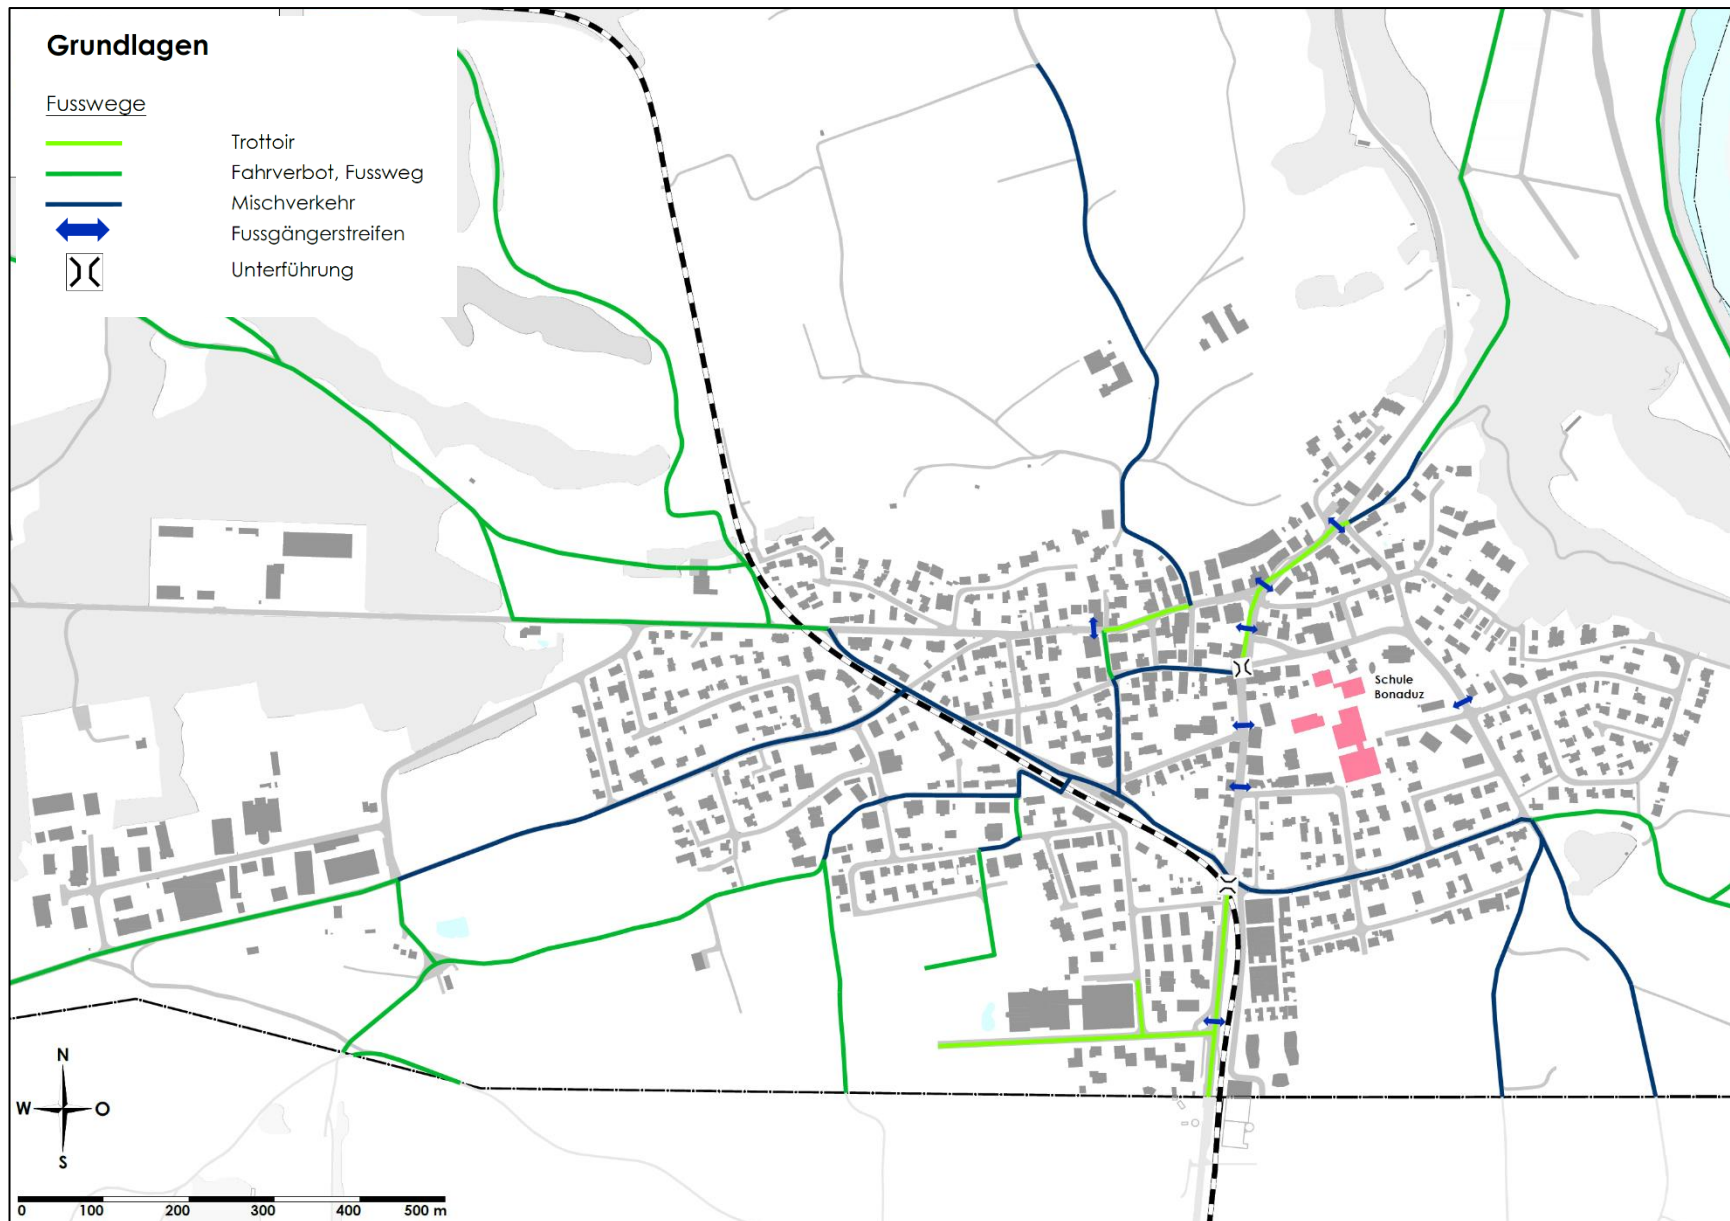 Grundlagen
Fusswege
Trottoir
Fahrverbot, Fussweg
Mischverkehr
Fussgängerstreifen
Unterführung
Schule
Bonaduz
N
W O
S
0 100 200 300 400 500 m